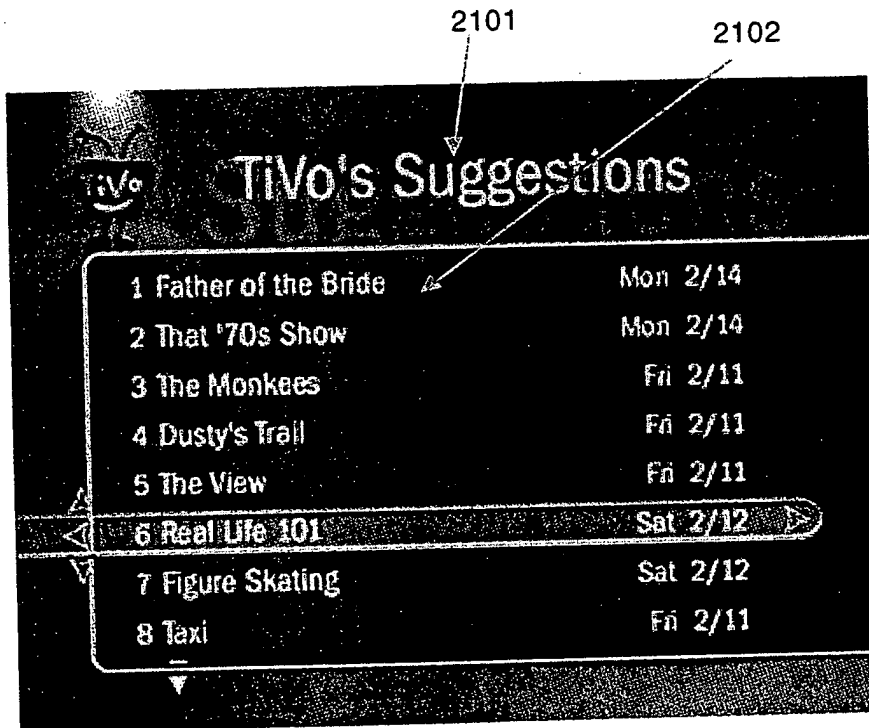 2101
2102
TiVo
TiVo's Suggestions
1 Father of the Bride Mon 2/14
2 That '70s Show Mon 2/14
3 The Monkees Fri 2/11
4 Dusty's Trail Fri 2/11
5 The View Fri 2/11
6 Real Life 101 Sat 2/12
7 Figure Skating Sat 2/12
8 Taxi Fri 2/11